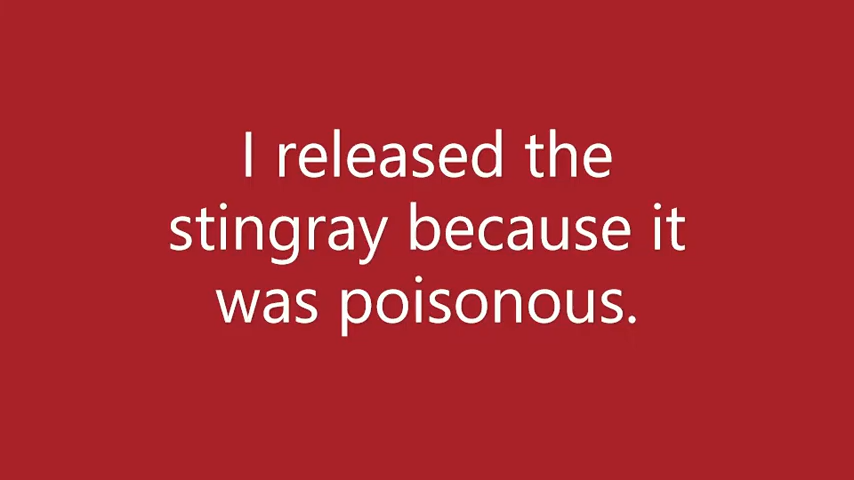 I released the
stingray because it
was poisonous.